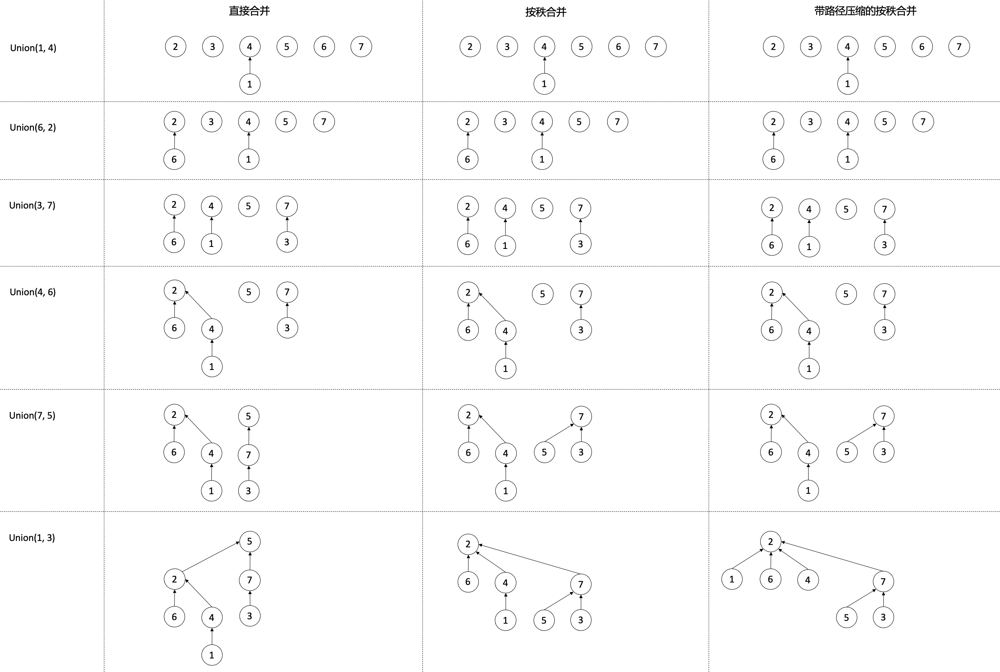 直接合并 按秩合并 带路径压缩的按秩合并
Union(1, 4) 2 3 4 5 6 7 2 3 4 5 6 7 2 3 4 5 6 7
1 1 1
Union(6, 2) 2 3 4 5 7 2 3 4 5 7 2 3 4 5 7
6 1 6 1 6 1
Union(3, 7) 2 4 5 7 2 4 5 7 2 4 5 7
6 1 3 6 1 3 6 1 3
Union(4, 6) 2 5 7 2 5 7 2 5 7
6 4 3 6 4 3 6 4 3
1 1 1
Union(7, 5) 2 5 2 7 2 7
6 4 7 6 4 5 3 6 4 5 3
1 3 1 1
Union(1, 3) 5 2 2
2 7 6 4 7 1 6 4 7
6 4 3 1 5 3 5 3
1